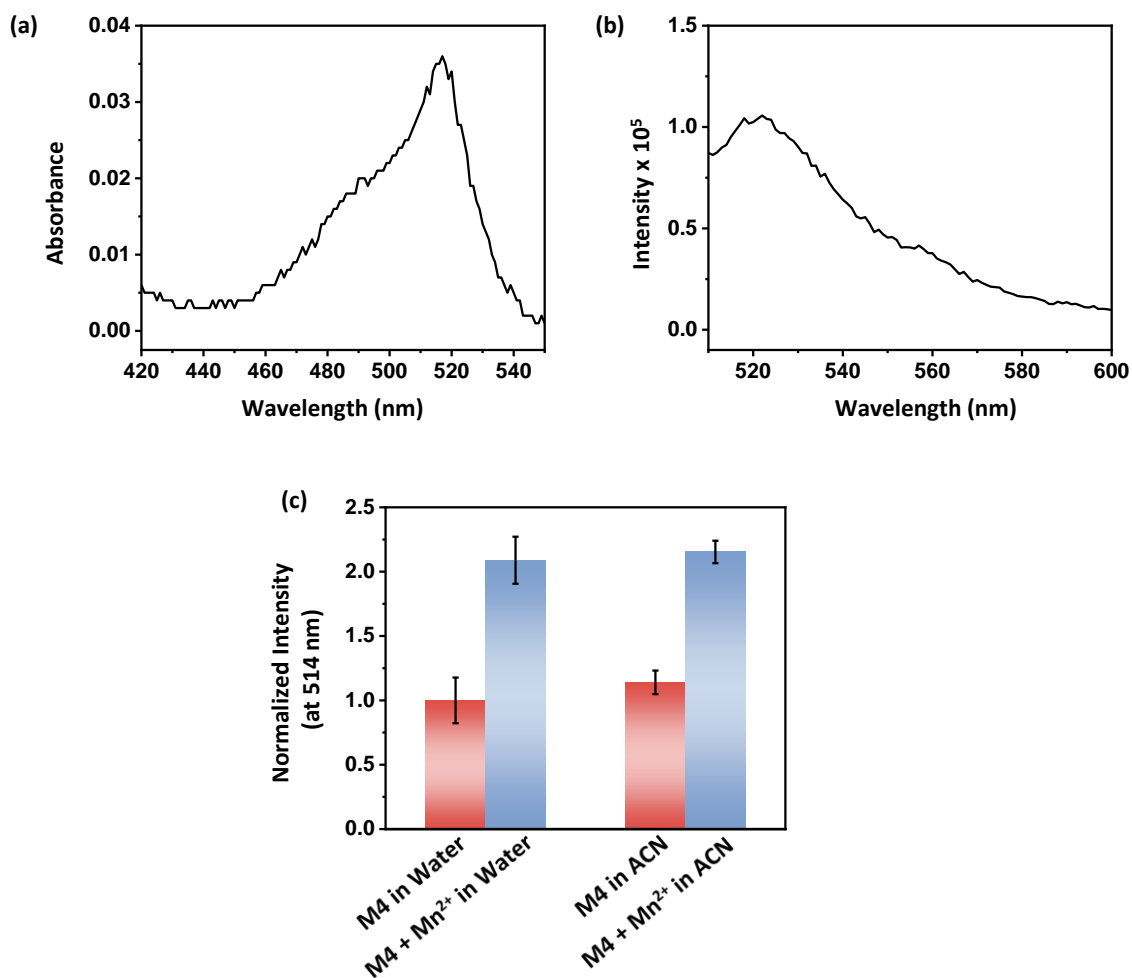 (a)
0.04
0.03
0.02
0.01
0.00
Absorbance
420 440 460 480 500 520 540
Wavelength (nm)
(b)
1.5
1.0
0.5
0.0
Intensity x 10⁵
520 540 560 580 600
Wavelength (nm)
(c)
2.5
2.0
1.5
1.0
0.5
0.0
Normalized Intensity
(at 514 nm)
M4 in Water
M4 + Mn²⁺ in Water
M4 in ACN
M4 + Mn²⁺ in ACN